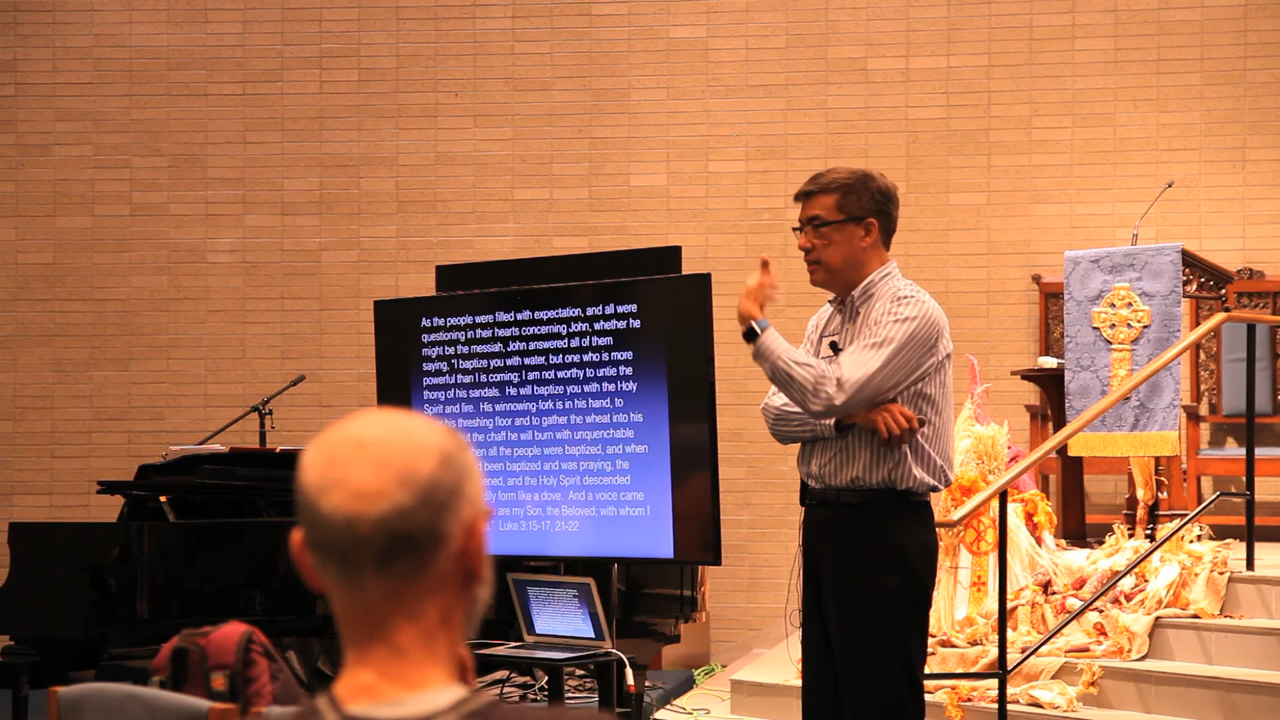 As the people were filled with expectation, and all were
questioning in their hearts concerning John, whether he
might be the messiah, John answered all of them
saying, “I baptize you with water, but one who is more
powerful than I is coming; I am not worthy to untie the
thong of his sandals. He will baptize you with the Holy
Spirit and fire. His winnowing-fork is in his hand, to
his threshing floor and to gather the wheat into his
the chaff he will burn with unquenchable
all the people were baptized, and when
been baptized and was praying, the
and the Holy Spirit descended
form like a dove. And a voice came
are my Son, the Beloved; with whom I
Luke 3:15-17, 21-22